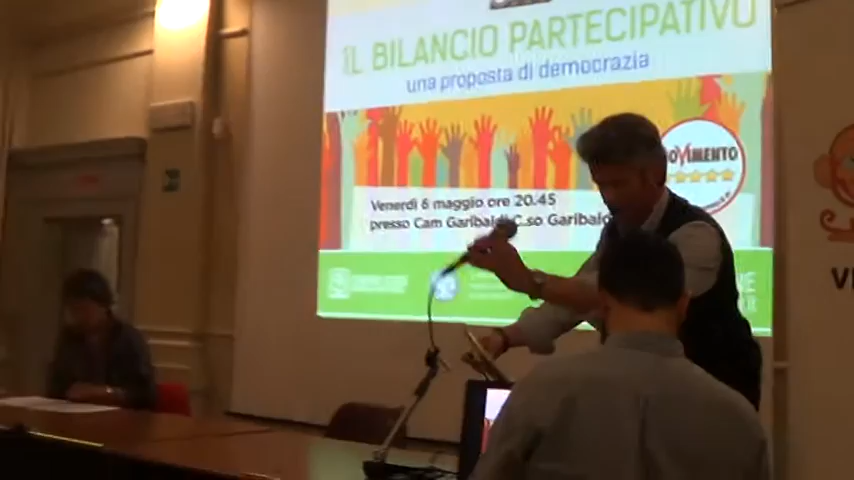 IL BILANCIO PARTECIPATIVO
una proposta di democrazia
MOVIMENTO
Venerdì 6 maggio ore 20.45
presso Cam Garibaldi C.so Garibaldi